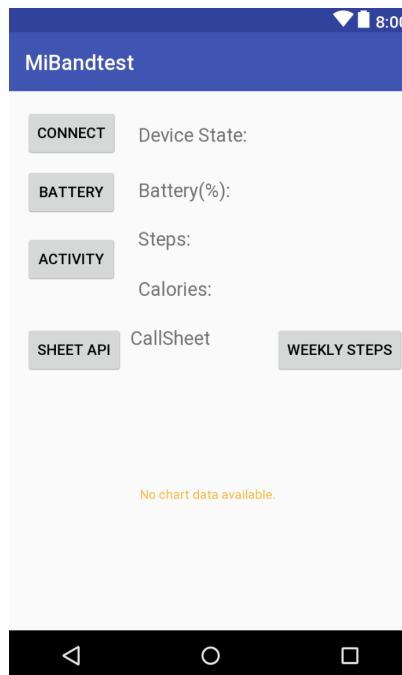 8:00
MiBandtest
CONNECT Device State:
BATTERY Battery(%):
Steps:
ACTIVITY
Calories:
CallSheet
SHEET API WEEKLY STEPS
No chart data available.